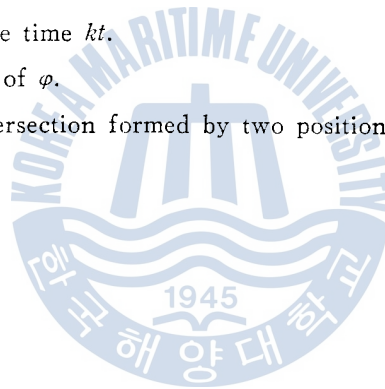 e time kt.
of φ.
ersection formed by two position
KOREA MARITIME UNIVERSITY
1945
한국해양대학교